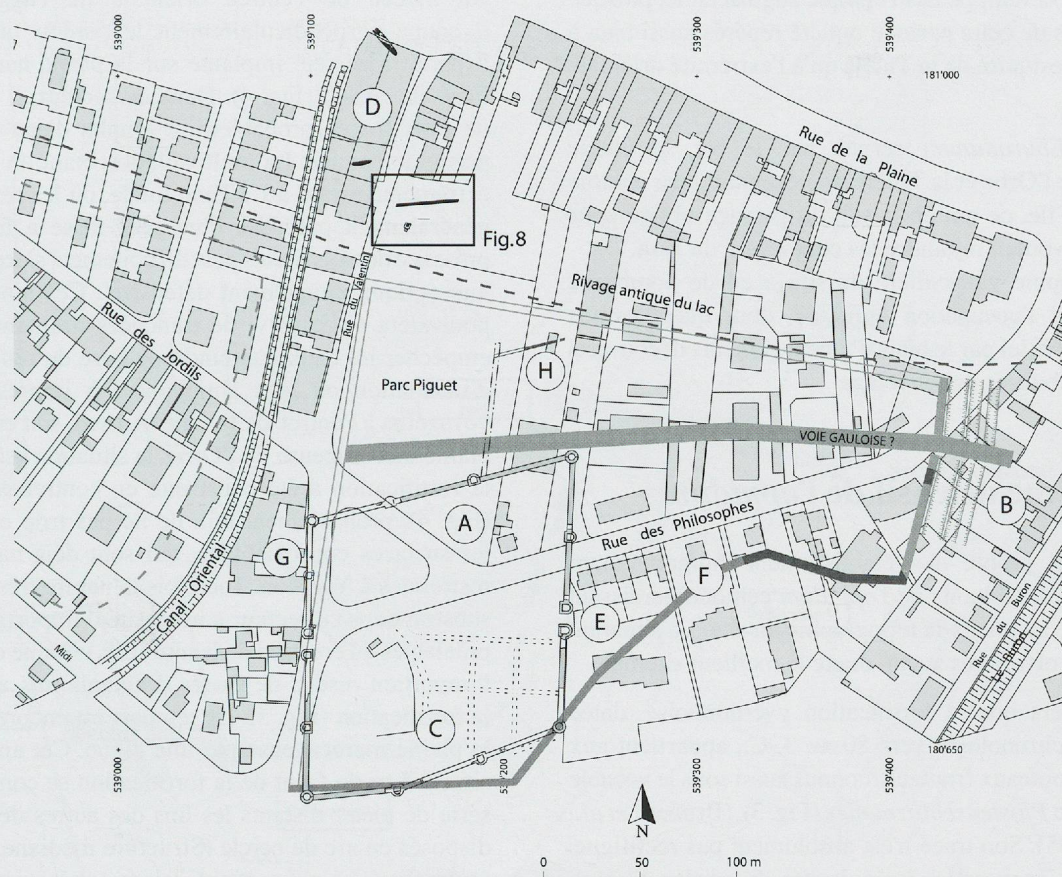 539'000
539'100
539'300
539'400
181'000
D
Rue de la Plaine
Fig.8
Rue du Valentin
Rivage antique du lac
Rue des Jordils
H
Parc Piguet
VOIE GAULOISE ?
B
A
Rue des Philosophes
G
F
Canal Oriental
E
Rue du Buron
Le Buron
Midi
C
180'650
539'000
539'200
539'300
539'400
N
0 50 100 m